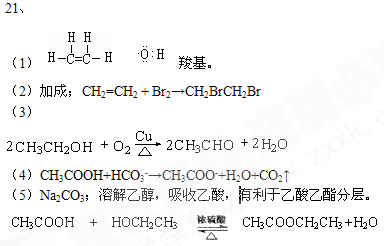 21、
H H
(1) H-C=C-H ·Ö:H 羧基。
(2) 加成；CH₂=CH₂ + Br₂→CH₂BrCH₂Br
(3)
2CH₃CH₂OH + O₂ Cu △ 2CH₃CHO + 2H₂O
(4) CH₃COOH+HCO₃⁻→CH₃COO⁻+H₂O+CO₂↑
(5) Na₂CO₃；溶解乙醇，吸收乙酸，有利于乙酸乙酯分层。
CH₃COOH + HOCH₂CH₃ 浓硫酸 △ CH₃COOCH₂CH₃+H₂O